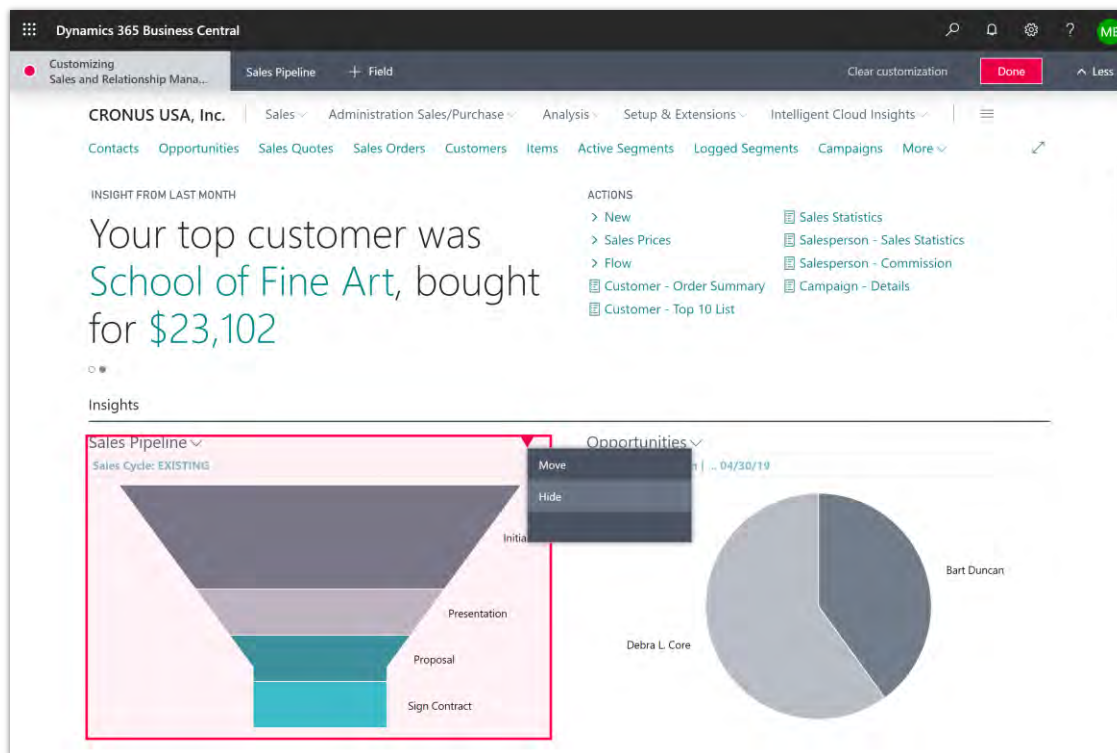 Dynamics 365 Business Central
?
MB
Customizing
Sales and Relationship Mana...
Sales Pipeline
+ Field
Clear customization
Done
Less
CRONUS USA, Inc.
Sales
Administration Sales/Purchase
Analysis
Setup & Extensions
Intelligent Cloud Insights
Contacts
Opportunities
Sales Quotes
Sales Orders
Customers
Items
Active Segments
Logged Segments
Campaigns
More
INSIGHT FROM LAST MONTH
Your top customer was
School of Fine Art, bought
for $23,102
ACTIONS
New
Sales Prices
Flow
Customer - Order Summary
Customer - Top 10 List
Sales Statistics
Salesperson - Sales Statistics
Salesperson - Commission
Campaign - Details
Insights
Sales Pipeline
Sales Cycle: EXISTING
Initia
Presentation
Proposal
Sign Contract
Move
Hide
Opportunities
| .. 04/30/19
Bart Duncan
Debra L. Core